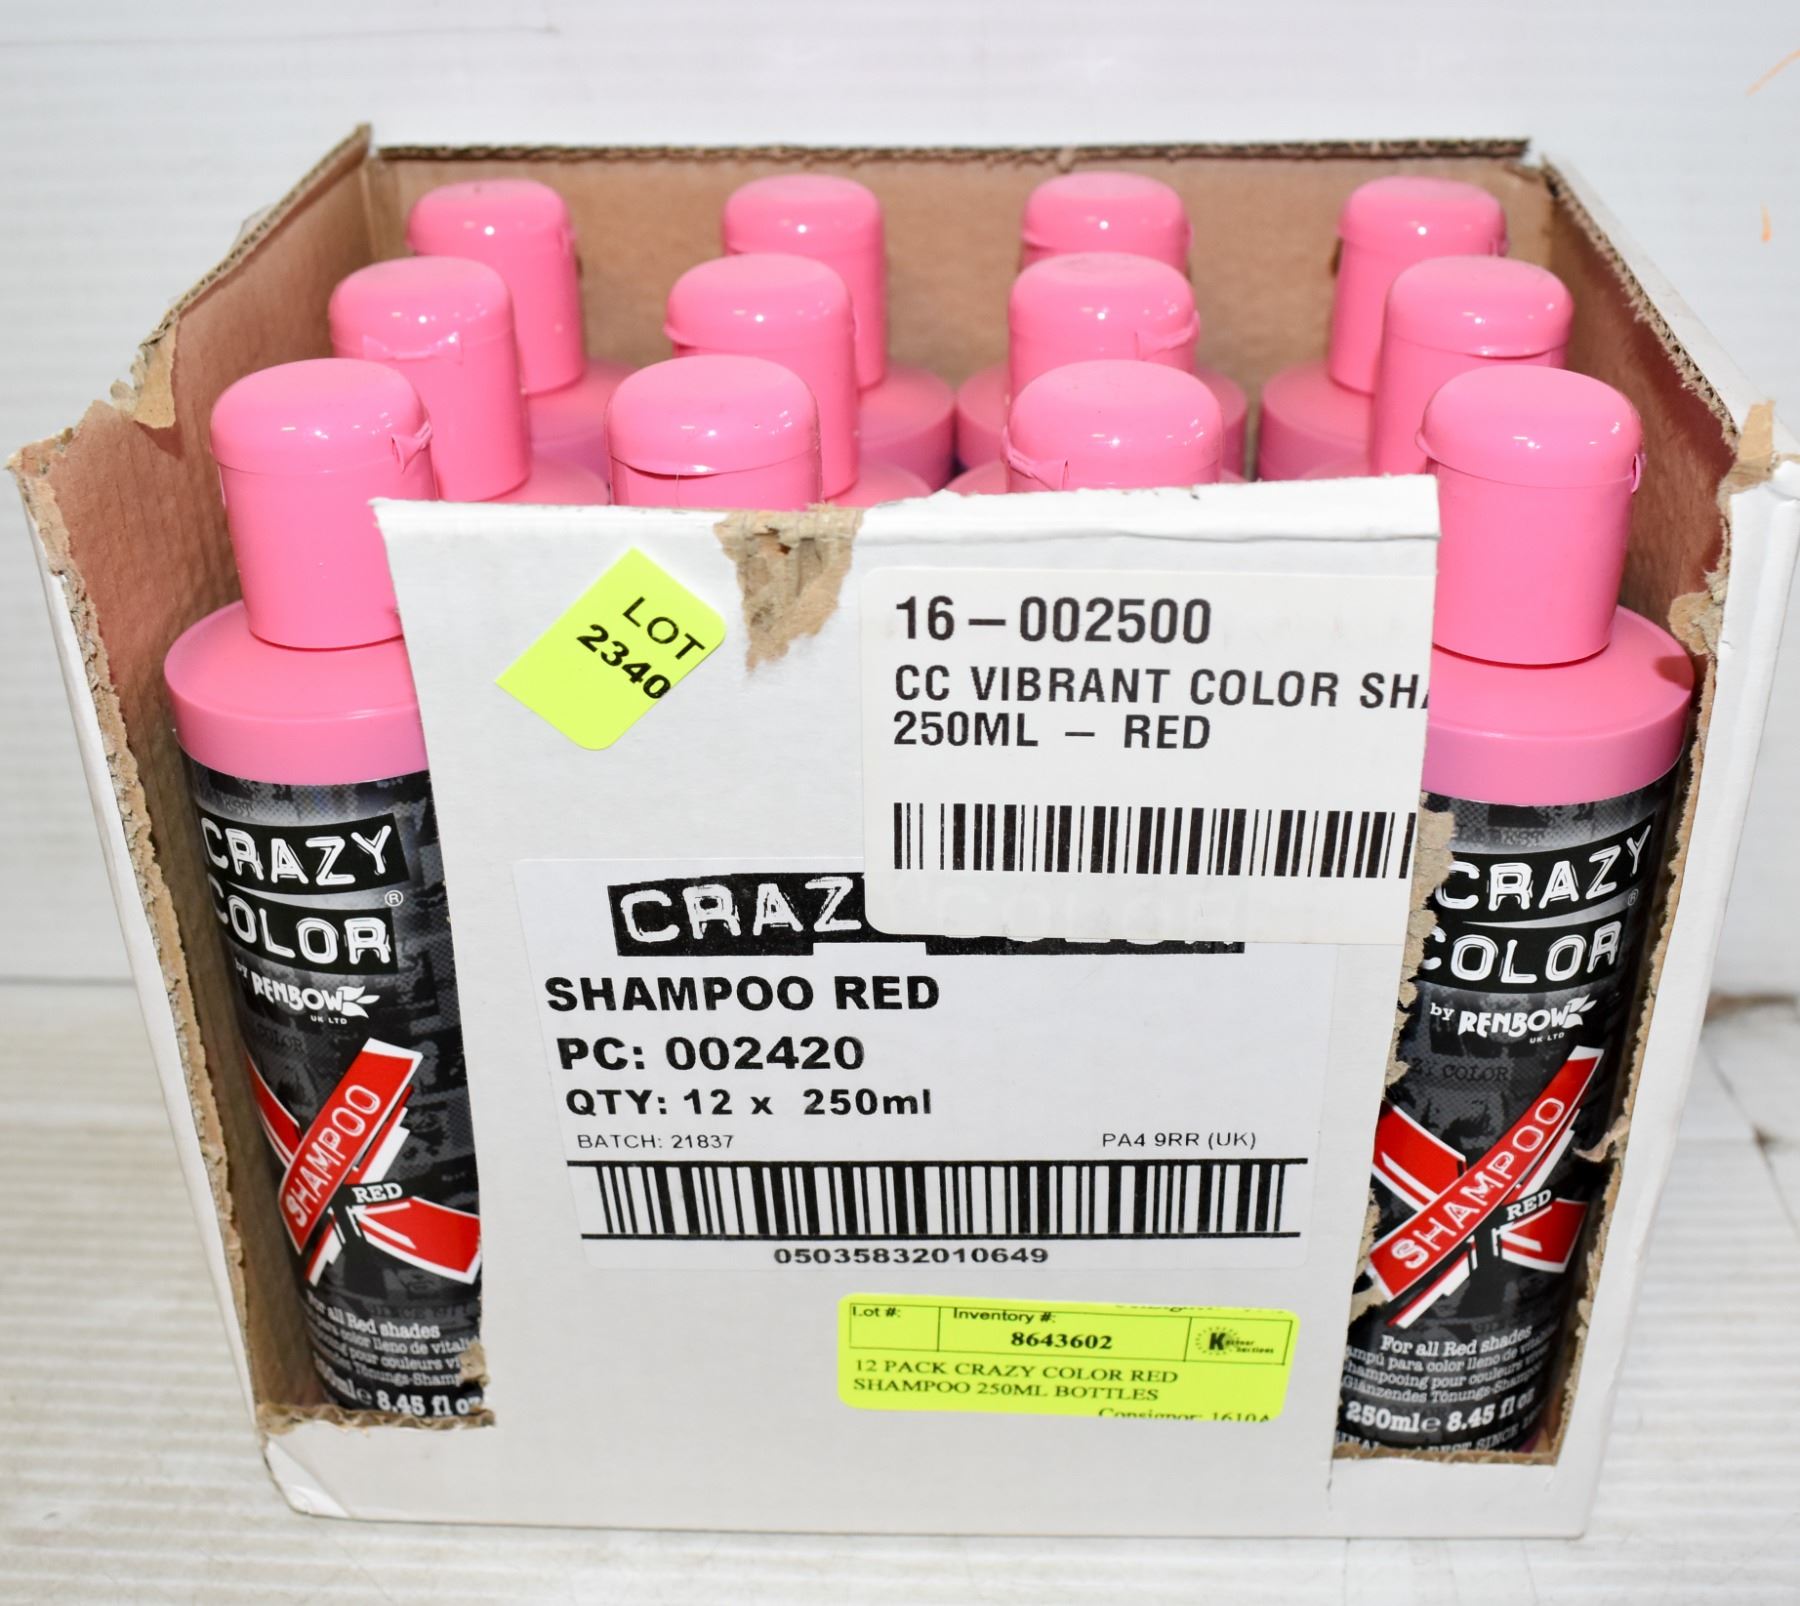 LOT
2340
16-002500
CC VIBRANT COLOR SHA
250ML - RED
CRAZ
SHAMPOO RED
PC: 002420
QTY: 12 x 250ml
BATCH: 21837
PA4 9RR (UK)
05035832010649
Lot #:
Inventory #:
8643602
12 PACK CRAZY COLOR RED
SHAMPOO 250ML BOTTLES
Consignor: 1610A
CRAZY
COLOR®
by RENBOW
UK LTD
SHAMPOO
RED
For all Red shades
8.45 fl oz
CRAZY
COLOR®
by RENBOW
UK LTD
SHAMPOO
RED
For all Red shades
250ml e 8.45 fl oz